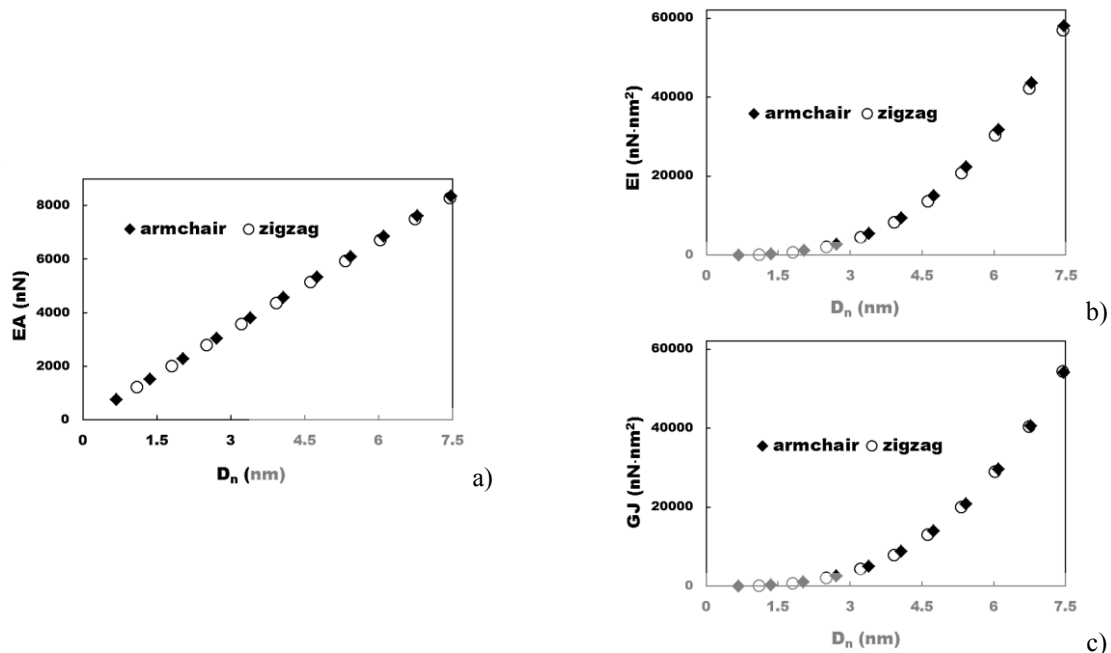 8000
6000
4000
2000
0
EA (nN)
armchair zigzag
0 1.5 3 4.5 6 7.5
Dₙ (nm)
a)
60000
40000
20000
0
EI (nN·nm²)
armchair zigzag
0 1.5 3 4.5 6 7.5
Dₙ (nm)
b)
60000
40000
20000
0
GJ (nN·nm²)
armchair zigzag
0 1.5 3 4.5 6 7.5
Dₙ (nm)
c)